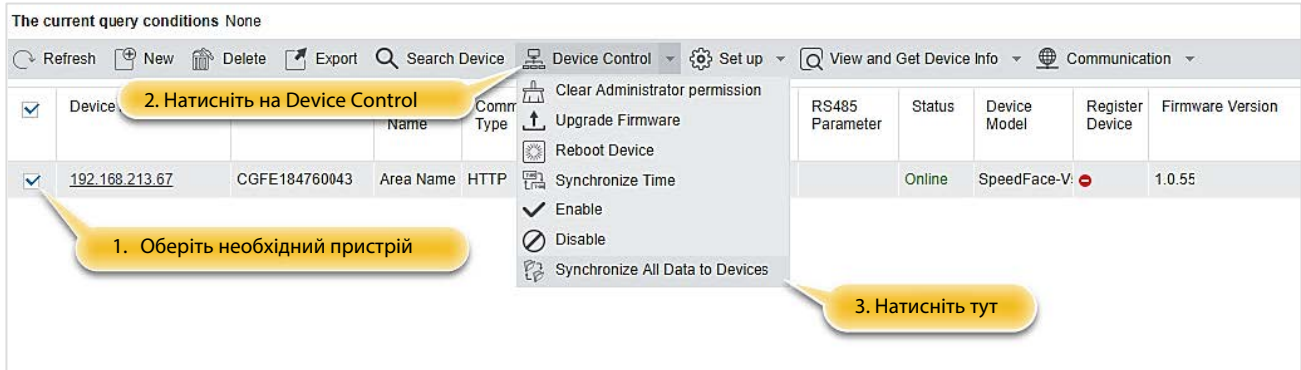 The current query conditions None
Refresh New Delete Export Search Device Device Control Set up View and Get Device Info Communication
2. Натисніть на Device Control
Clear Administrator permission
Device
Name
Comm
Type
RS485
Parameter
Status
Device
Model
Register
Device
Firmware Version
Upgrade Firmware
Reboot Device
192.168.213.67 CGFE184760043 Area Name HTTP
Synchronize Time
Online SpeedFace-V 1.0.55
Enable
Disable
1. Оберіть необхідний пристрій
Synchronize All Data to Devices
3. Натисніть тут